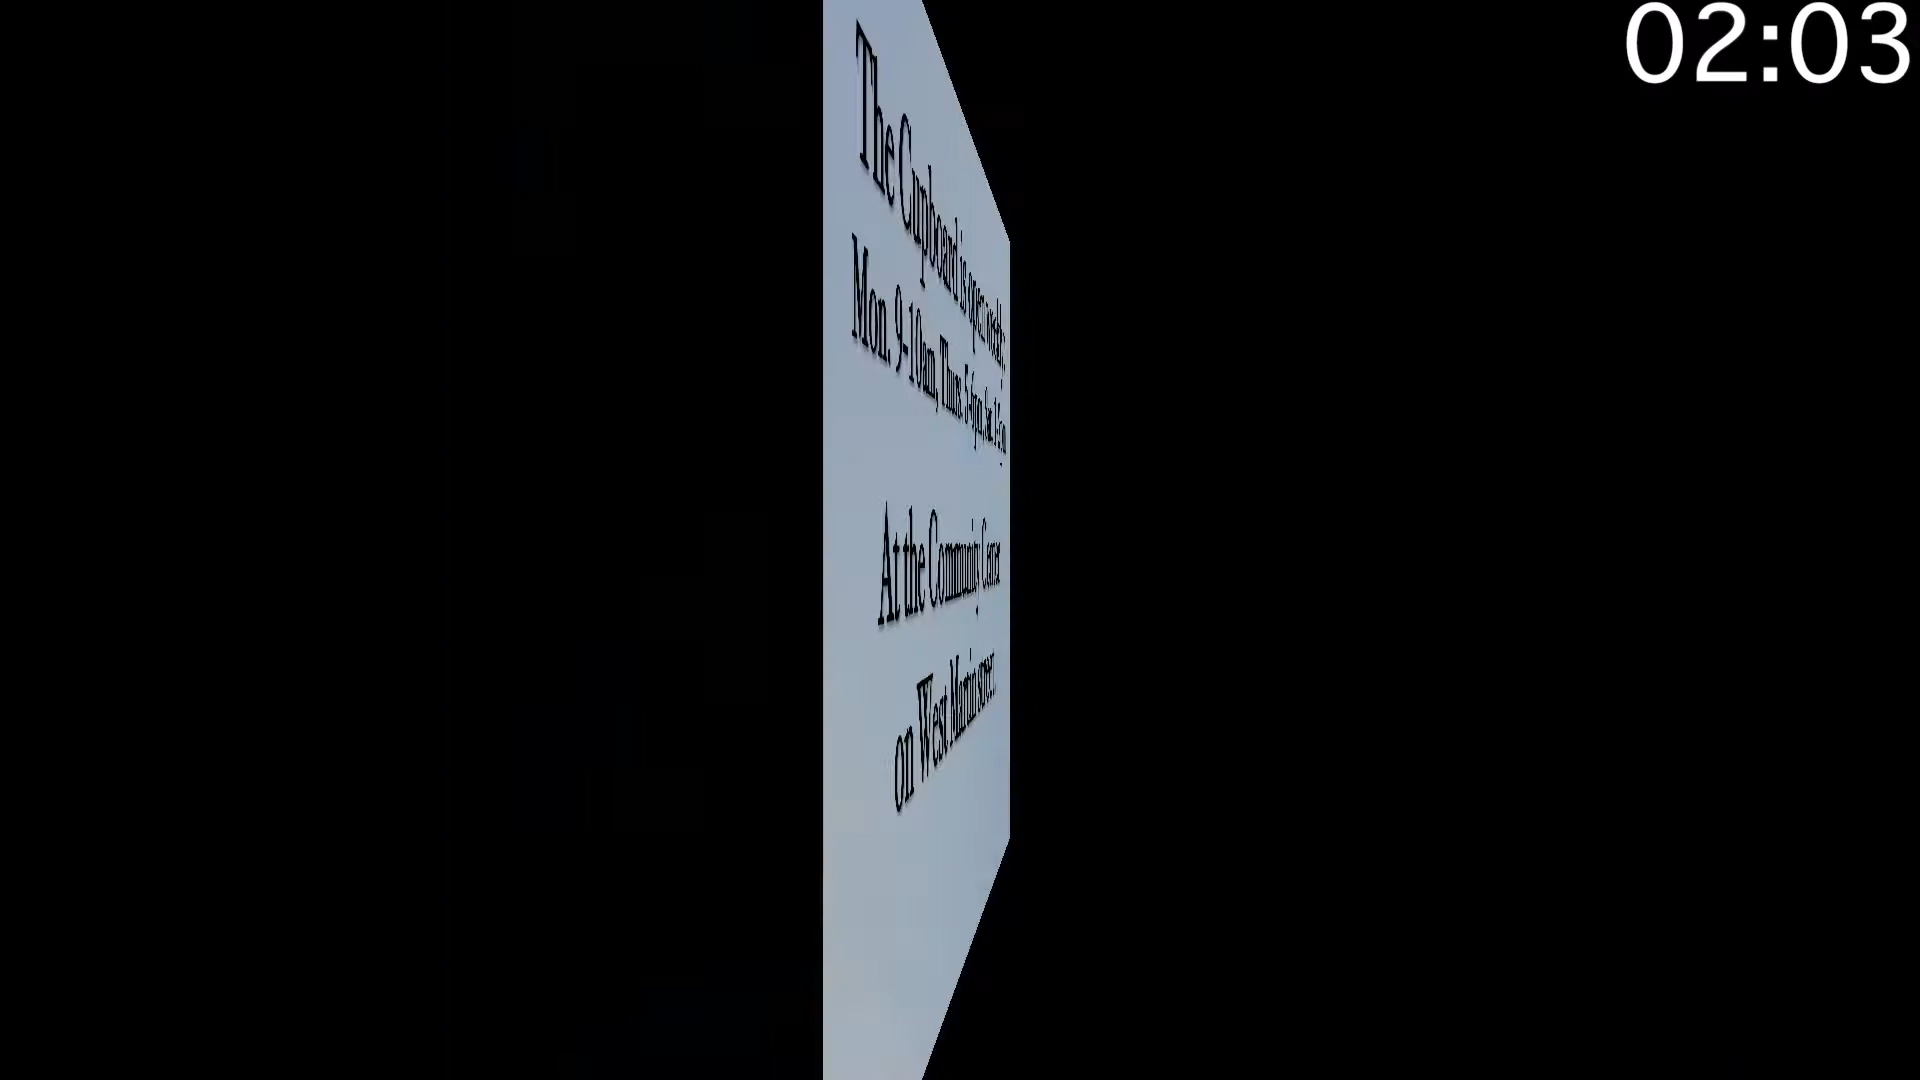 02:03
The Cupboard is open weekly
Mon. 9-10am, Thurs. 5-6pm, Sat.
At the Community Center
on West Martin street.